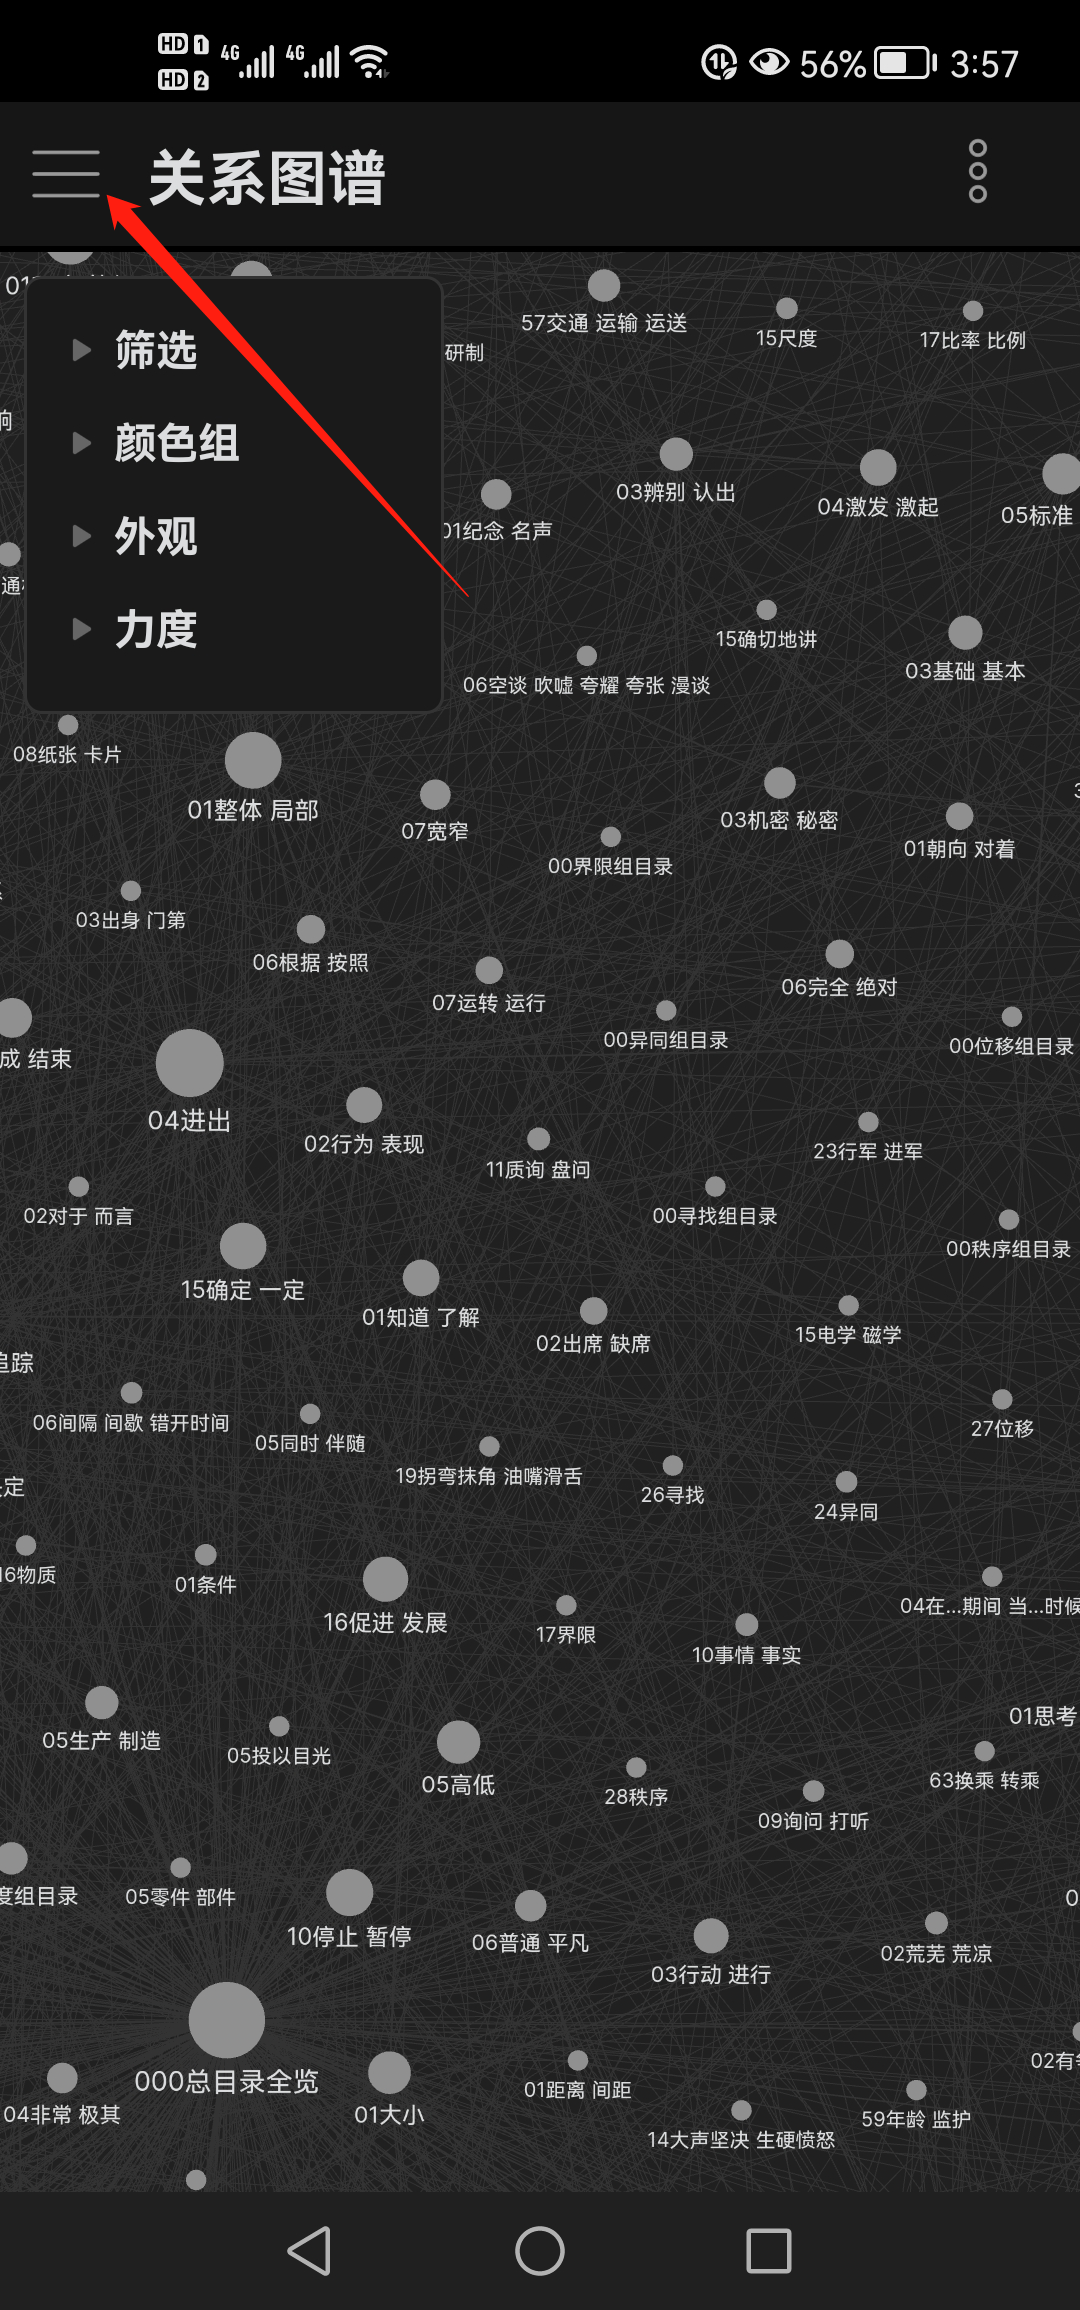 HD 1
HD 2
4G
4G
56%
3:57
关系图谱
筛选
颜色组
外观
力度
57交通 运输 运送
15尺度
17比率 比例
研制
03辨别 认出
04激发 激起
05标准
01纪念 名声
15确切地讲
03基础 基本
06空谈 吹嘘 夸耀 夸张 漫谈
08纸张 卡片
01整体 局部
07宽窄
03机密 秘密
01朝向 对着
00界限组目录
03出身 门第
06根据 按照
07运转 运行
06完全 绝对
00异同组目录
00位移组目录
成 结束
04进出
02行为 表现
11质询 盘问
23行军 进军
02对于 而言
00寻找组目录
00秩序组目录
15确定 一定
01知道 了解
02出席 缺席
15电学 磁学
追踪
06间隔 间歇 错开时间
05同时 伴随
27位移
19拐弯抹角 油嘴滑舌
26寻找
24异同
定
16物质
01条件
04在...期间 当...时候
16促进 发展
17界限
10事情 事实
05生产 制造
05投以目光
01思考
05高低
28秩序
63换乘 转乘
09询问 打听
度组目录
05零件 部件
10停止 暂停
06普通 平凡
03行动 进行
02荒芜 荒凉
000总目录全览
02有
04非常 极其
01大小
01距离 间距
14大声坚决 生硬愤怒
59年龄 监护